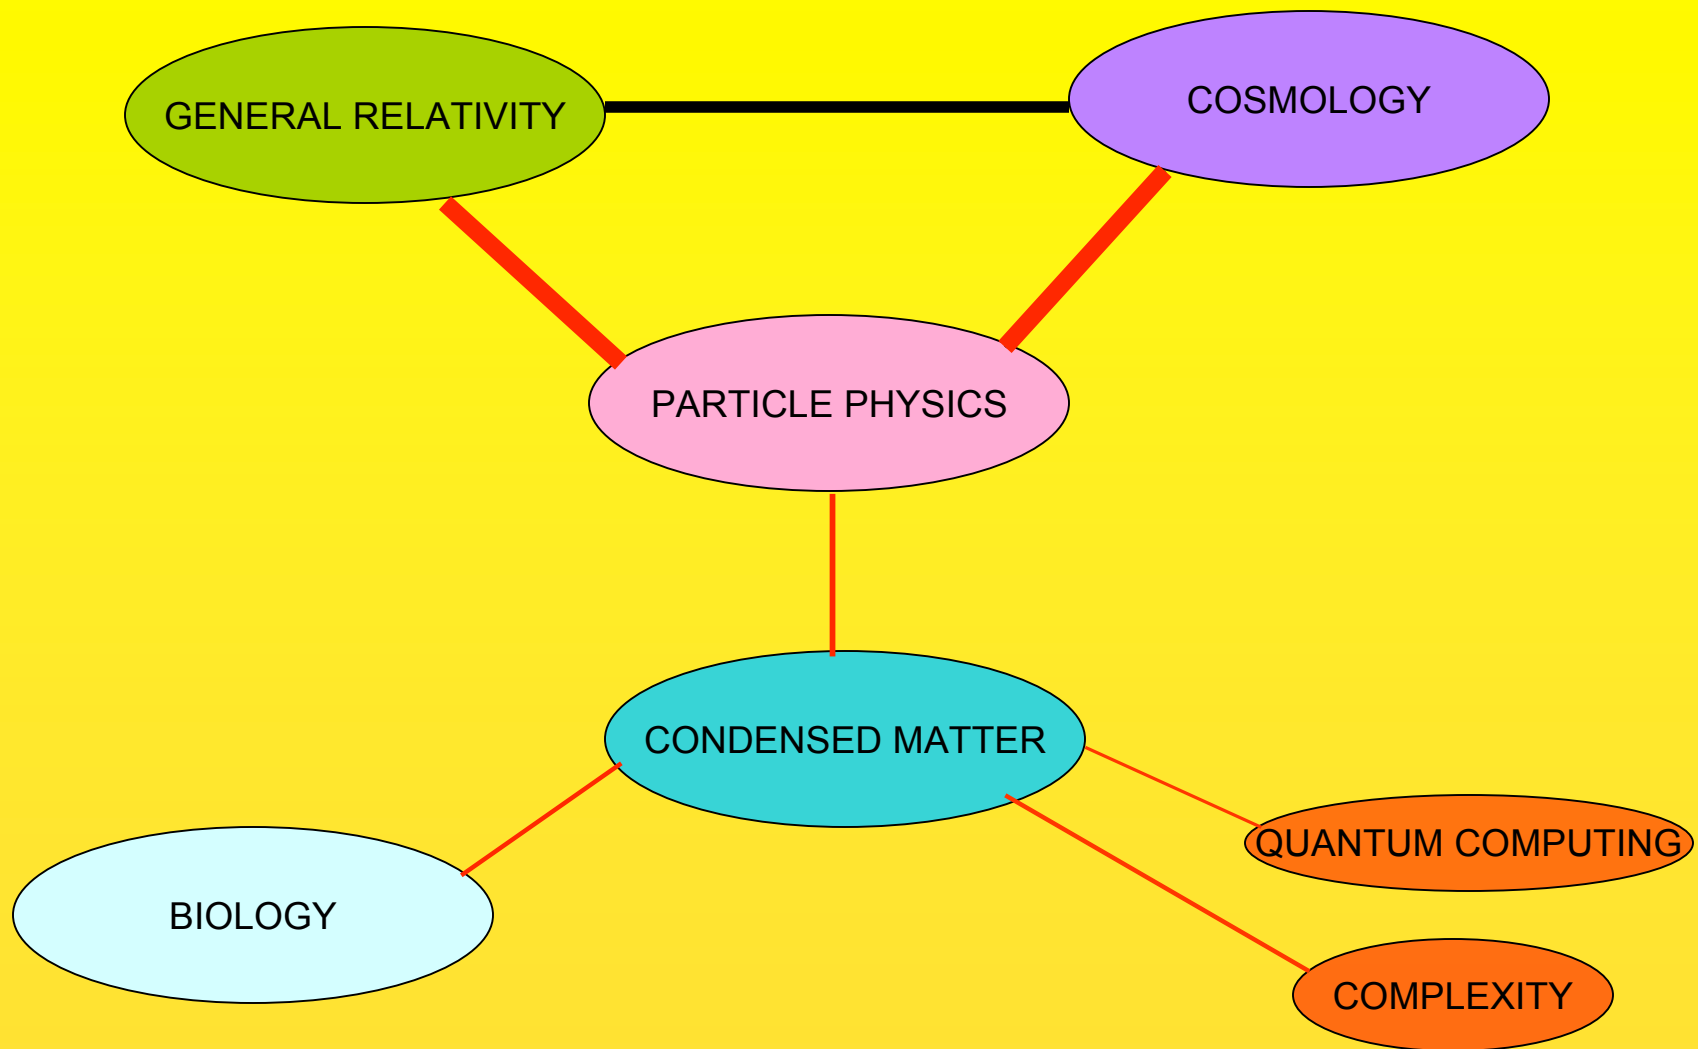 GENERAL RELATIVITY
COSMOLOGY
PARTICLE PHYSICS
CONDENSED MATTER
QUANTUM COMPUTING
BIOLOGY
COMPLEXITY